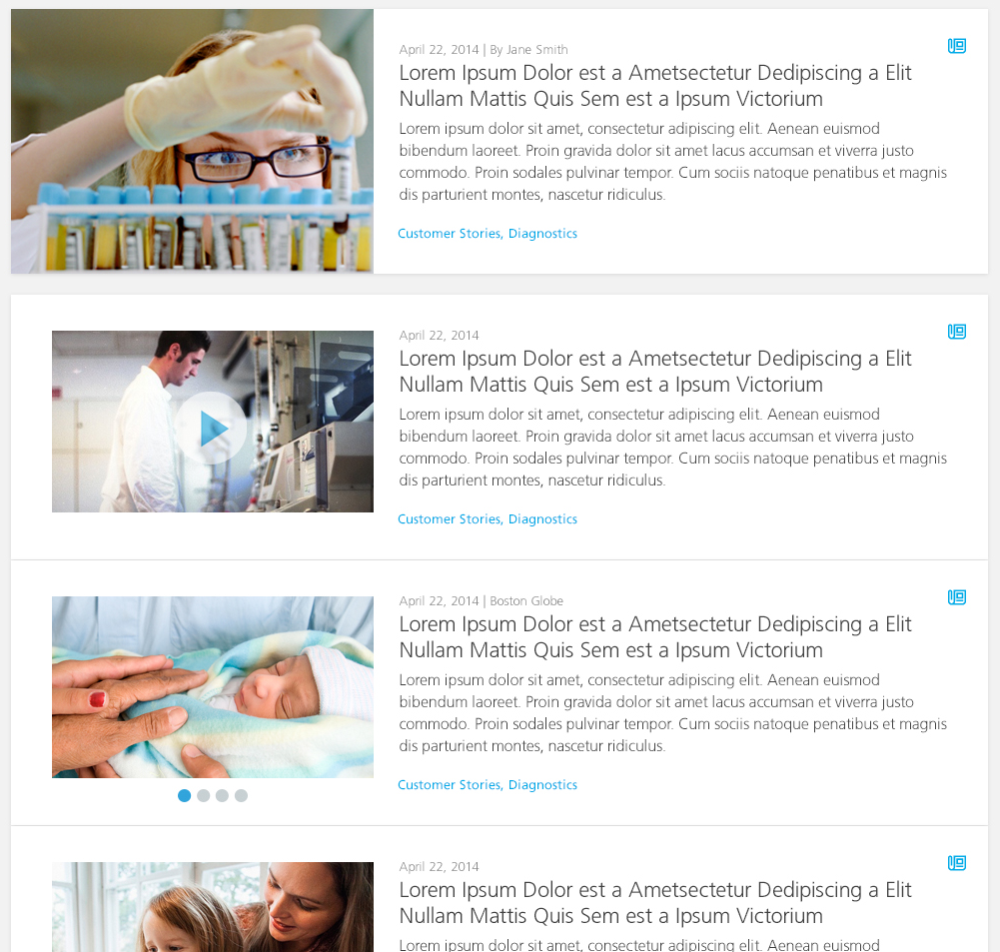 April 22, 2014 | By Jane Smith
Lorem Ipsum Dolor est a Ametsectetur Dedipiscing a Elit
Nullam Mattis Quis Sem est a Ipsum Victorium
Lorem ipsum dolor sit amet, consectetur adipiscing elit. Aenean euismod
bibendum laoreet. Proin gravida dolor sit amet lacus accumsan et viverra justo
commodo. Proin sodales pulvinar tempor. Cum sociis natoque penatibus et magnis
dis parturient montes, nascetur ridiculus.
Customer Stories, Diagnostics
April 22, 2014
Lorem Ipsum Dolor est a Ametsectetur Dedipiscing a Elit
Nullam Mattis Quis Sem est a Ipsum Victorium
Lorem ipsum dolor sit amet, consectetur adipiscing elit. Aenean euismod
bibendum laoreet. Proin gravida dolor sit amet lacus accumsan et viverra justo
commodo. Proin sodales pulvinar tempor. Cum sociis natoque penatibus et magnis
dis parturient montes, nascetur ridiculus.
Customer Stories, Diagnostics
April 22, 2014 | Boston Globe
Lorem Ipsum Dolor est a Ametsectetur Dedipiscing a Elit
Nullam Mattis Quis Sem est a Ipsum Victorium
Lorem ipsum dolor sit amet, consectetur adipiscing elit. Aenean euismod
bibendum laoreet. Proin gravida dolor sit amet lacus accumsan et viverra justo
commodo. Proin sodales pulvinar tempor. Cum sociis natoque penatibus et magnis
dis parturient montes, nascetur ridiculus.
Customer Stories, Diagnostics
April 22, 2014
Lorem Ipsum Dolor est a Ametsectetur Dedipiscing a Elit
Nullam Mattis Quis Sem est a Ipsum Victorium
Lorem ipsum dolor sit amet, consectetur adipiscing elit. Aenean euismod